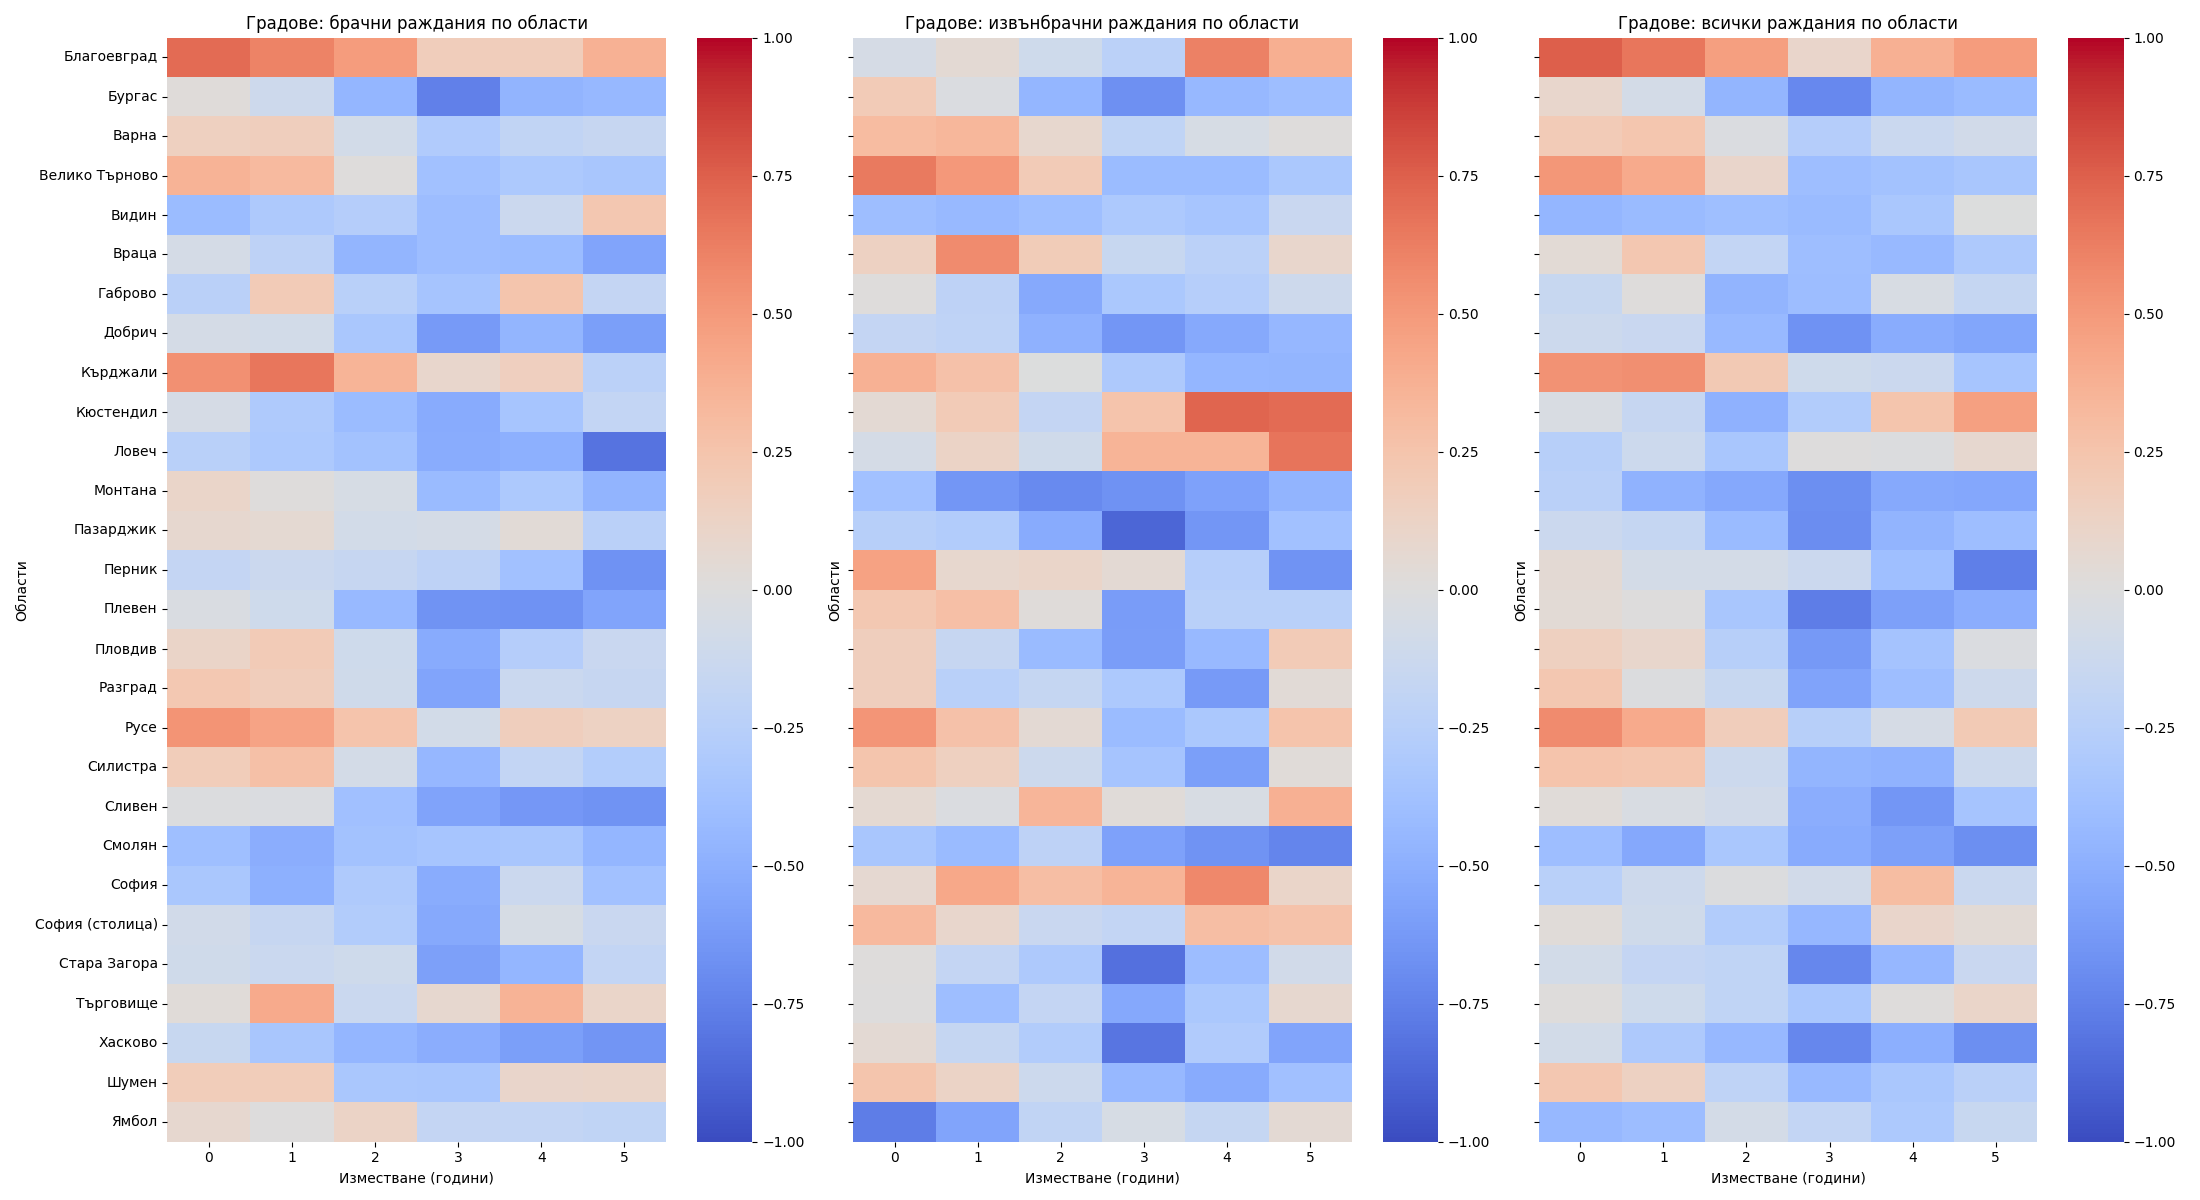 Градове: брачни раждания по области
Благоевград
Бургас
Варна
Велико Търново
Видин
Враца
Габрово
Добрич
Кърджали
Кюстендил
Ловеч
Монтана
Пазарджик
Перник
Плевен
Пловдив
Разград
Русе
Силистра
Сливен
Смолян
София
София (столица)
Стара Загора
Търговище
Хасково
Шумен
Ямбол
Области
0 1 2 3 4 5
Изместване (години)
1.00
0.75
0.50
0.25
0.00
−0.25
−0.50
−0.75
−1.00
Градове: извънбрачни раждания по области
Области
0 1 2 3 4 5
Изместване (години)
1.00
0.75
0.50
0.25
0.00
−0.25
−0.50
−0.75
−1.00
Градове: всички раждания по области
Области
0 1 2 3 4 5
Изместване (години)
1.00
0.75
0.50
0.25
0.00
−0.25
−0.50
−0.75
−1.00